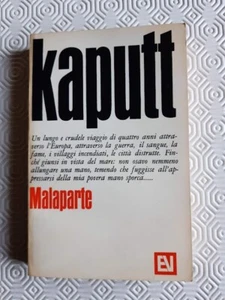 kaputt
Un lungo e crudele viaggio di quattro anni attra-
verso l'Europa, attraverso la guerra, il sangue, la
fame, i villaggi incendiati, le città distrutte. Fin-
ché giunsi in vista del mare: non osavo nemmeno
allungare una mano, temendo che fuggisse all'ap-
pressarsi della mia povera mano sporca.....
Malaparte
EV